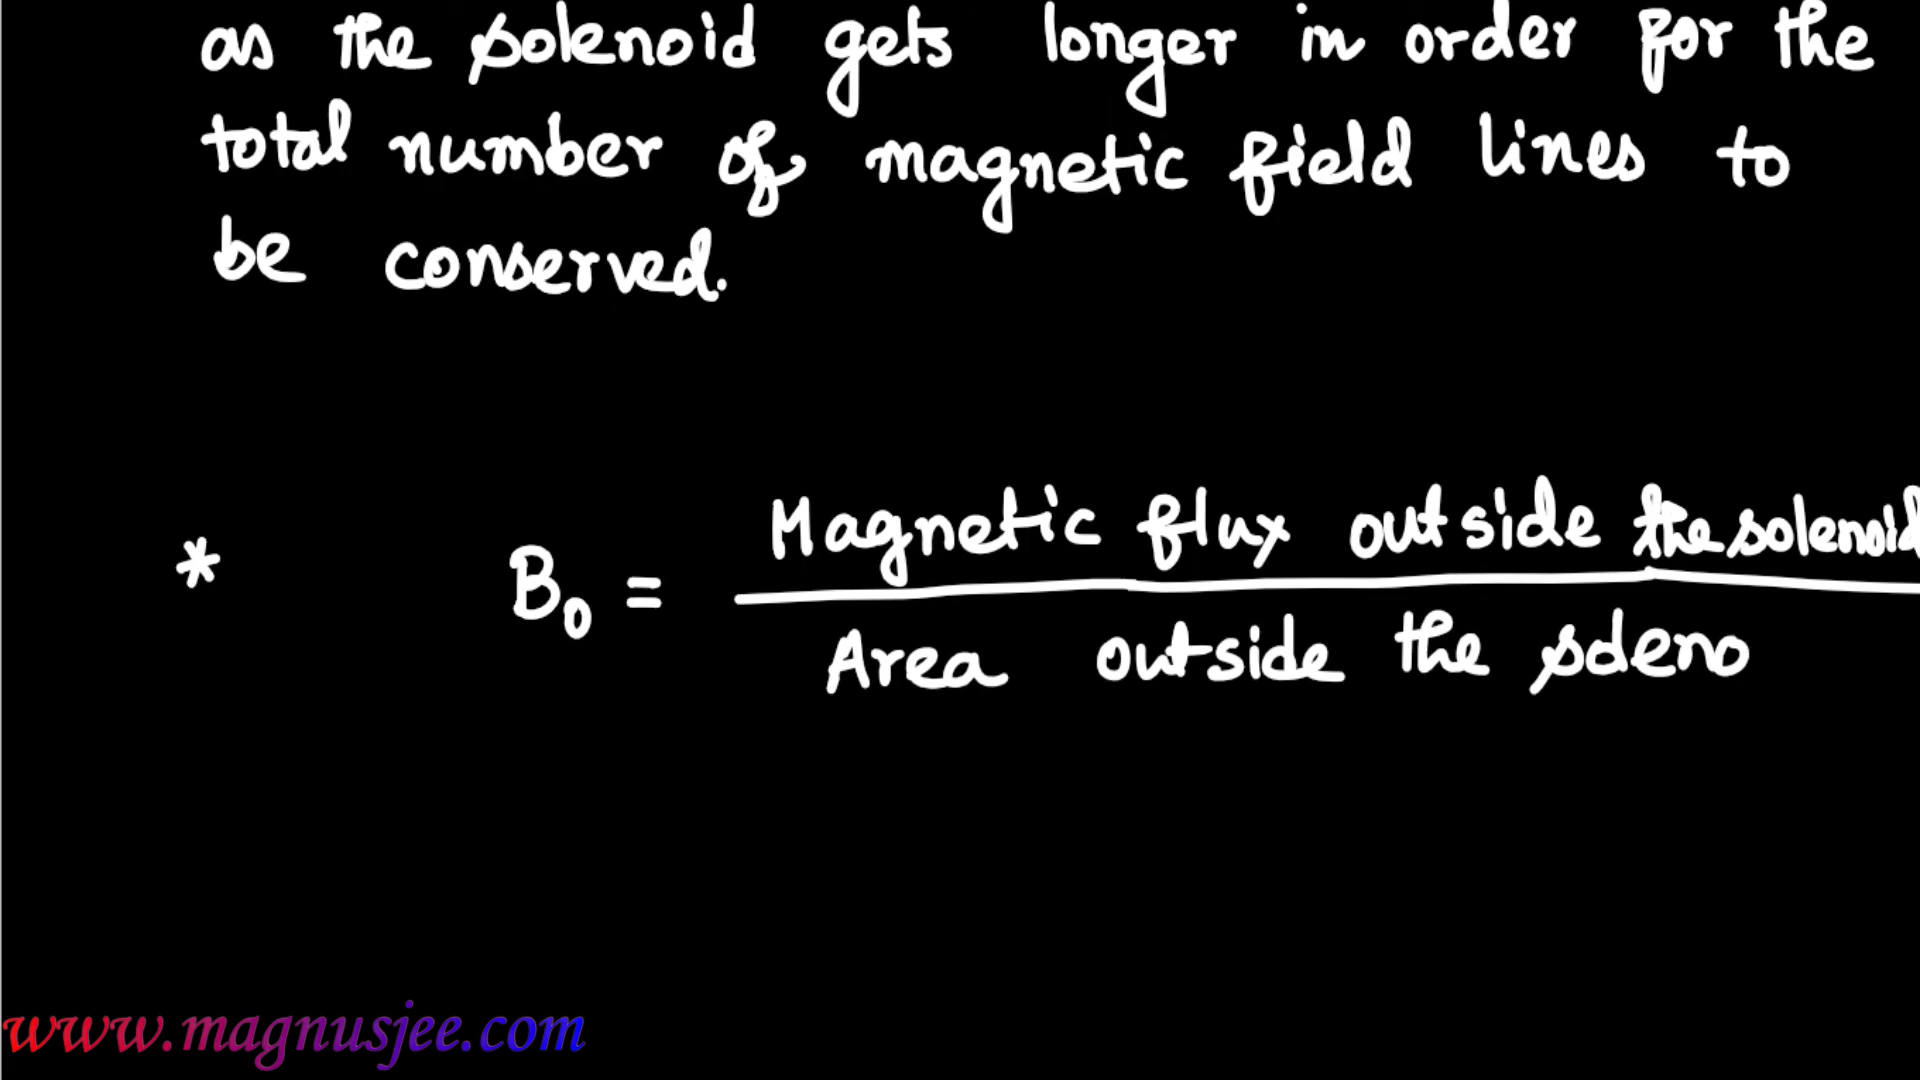 as the solenoid gets longer in order for the
total number of magnetic field lines to
be conserved.
Magnetic flux outside the solenoid
* B₀ =
Area outside the soleno
www.magnusjee.com